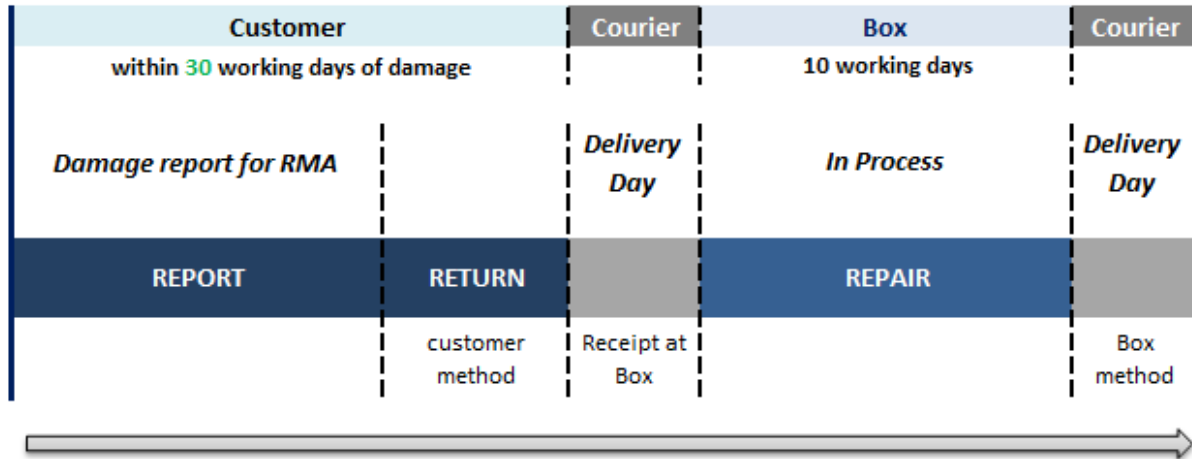 Customer
Courier
Box
Courier
within 30 working days of damage
10 working days
Damage report for RMA
Delivery
Day
In Process
Delivery
Day
REPORT
RETURN
REPAIR
customer
method
Receipt at
Box
Box
method